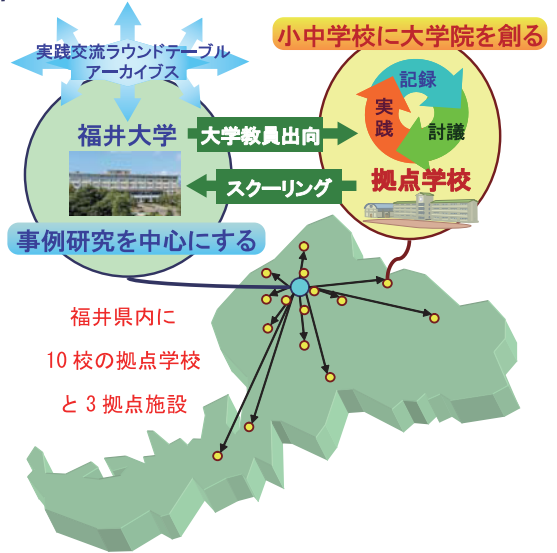 実践交流ラウンドテーブル
アーカイブス
小中学校に大学院を創る
福井大学
大学教員出向
スクーリング
記録
実践
討議
拠点学校
事例研究を中心にする
福井県内に
10校の拠点学校
と3拠点施設